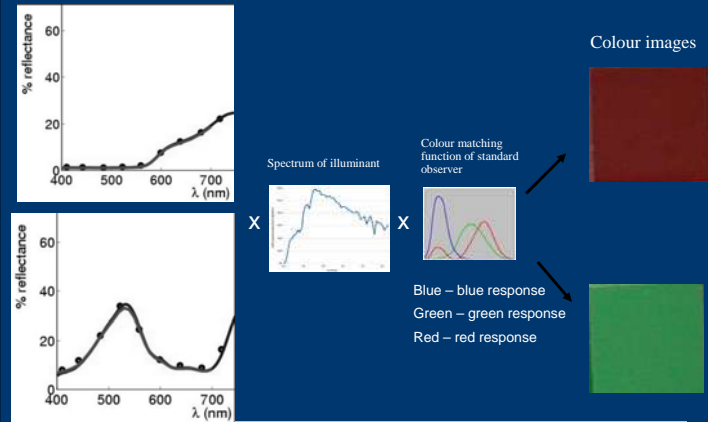 Colour images
60
40
20
0
% reflectance
400 500 600 700
λ (nm)
Spectrum of illuminant
Colour matching
function of standard
observer
X
X
60
40
20
0
% reflectance
400 500 600 700
λ (nm)
Blue – blue response
Green – green response
Red – red response